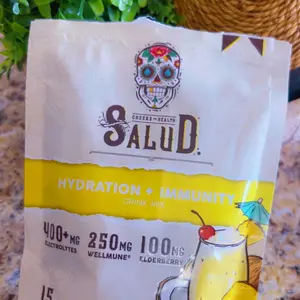 CHEERS TO HEALTH
SALUD.
HYDRATION + IMMUNITY
DRINK MIX
400+MG 250MG 100MG
ELECTROLYTES WELLMUNE® ELDERBERRY
15